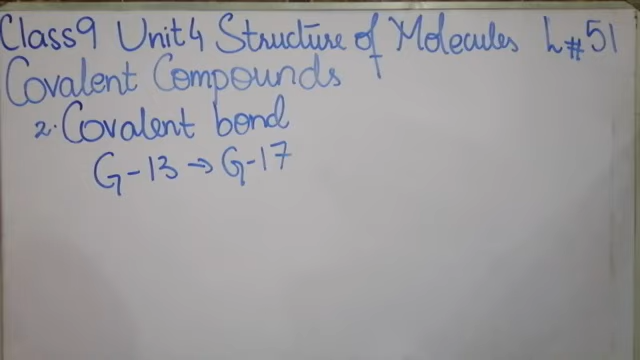 Class9 Unit4 Structure of Molecules L#51
Covalent Compounds
2. Covalent bond
G-13 → G-17